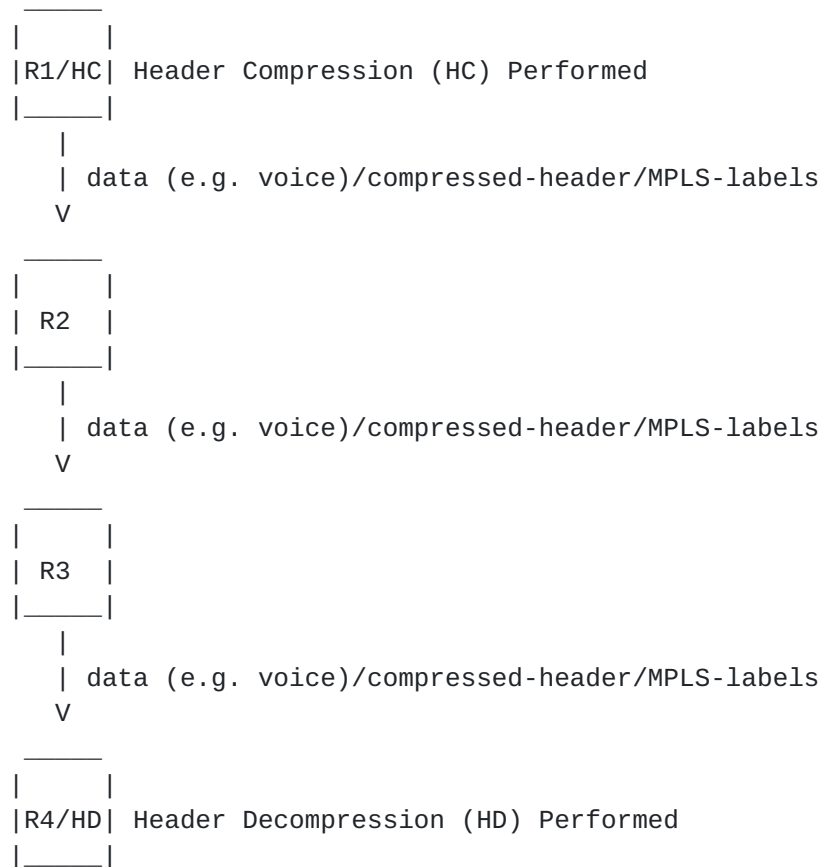 R1/HC Header Compression (HC) Performed
data (e.g. voice)/compressed-header/MPLS-labels
V
R2
data (e.g. voice)/compressed-header/MPLS-labels
V
R3
data (e.g. voice)/compressed-header/MPLS-labels
V
R4/HD Header Decompression (HD) Performed